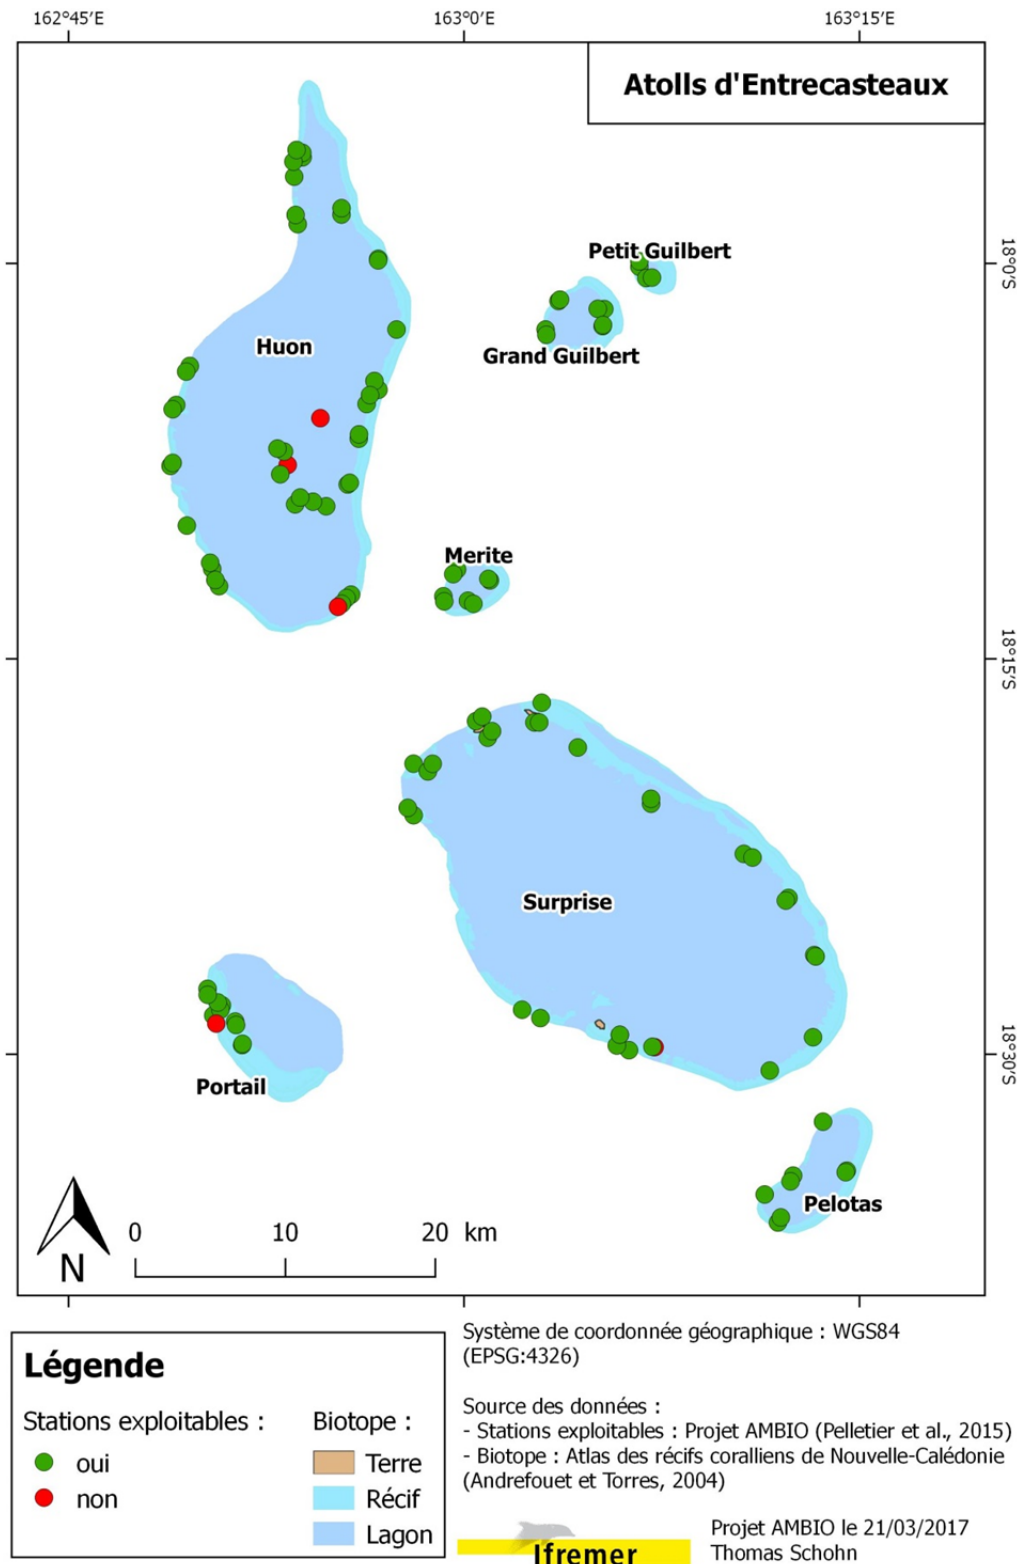 162°45'E 163°0'E 163°15'E
Atolls d'Entrecasteaux
Petit Guilbert
18°0'S
Huon
Grand Guilbert
Merite
18°15'S
Surprise
18°30'S
Portail
Pelotas
0 10 20 km
N
Légende
Stations exploitables :
oui
non
Biotope :
Terre
Récif
Lagon
Système de coordonnée géographique : WGS84
(EPSG:4326)
Source des données :
- Stations exploitables : Projet AMBIO (Pelletier et al., 2015)
- Biotope : Atlas des récifs coralliens de Nouvelle-Calédonie
(Andrefouet et Torres, 2004)
Ifremer
Projet AMBIO le 21/03/2017
Thomas Schohn